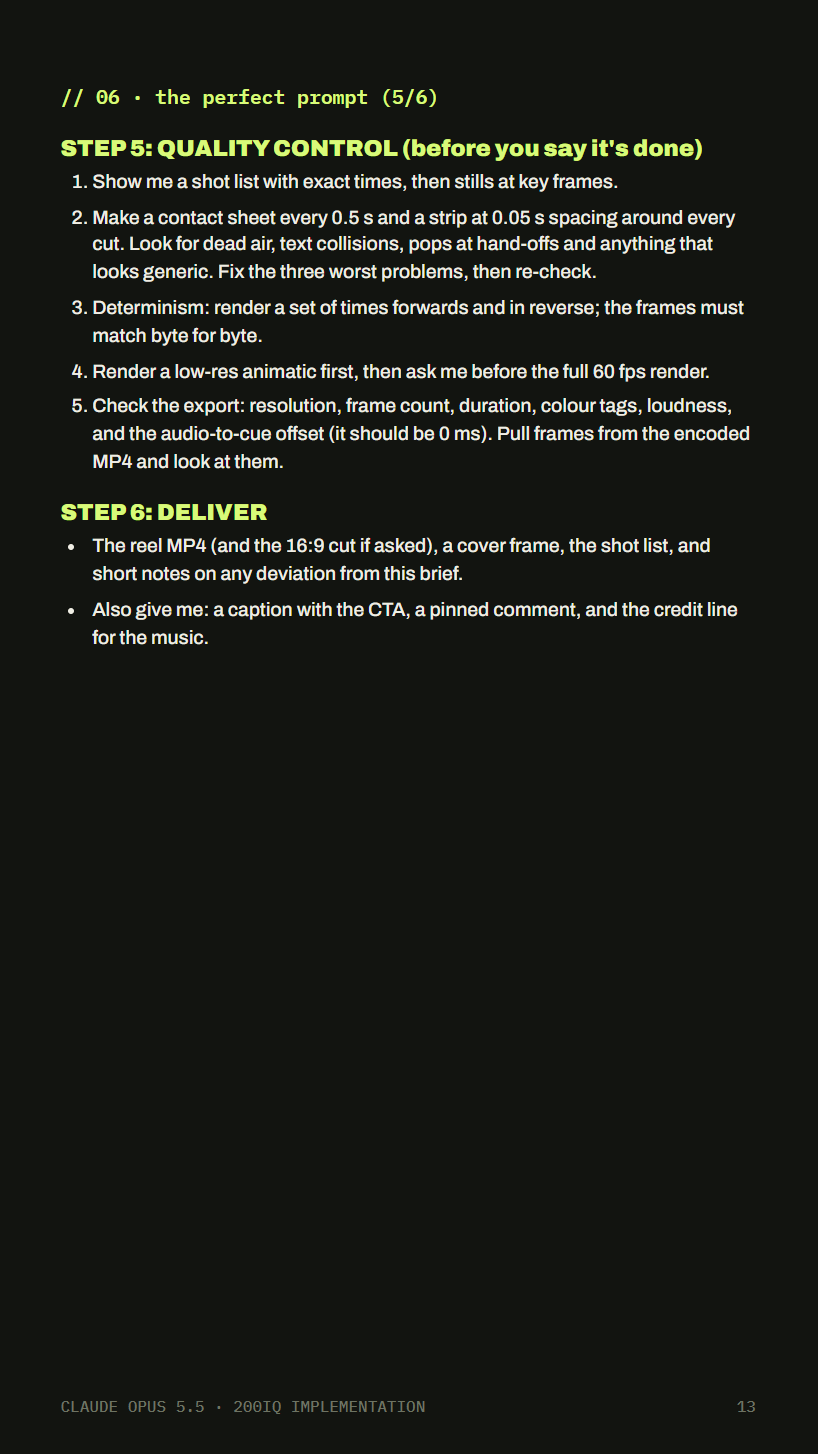 // 06 · the perfect prompt (5/6)
STEP 5: QUALITY CONTROL (before you say it's done)
1. Show me a shot list with exact times, then stills at key frames.
2. Make a contact sheet every 0.5 s and a strip at 0.05 s spacing around every
cut. Look for dead air, text collisions, pops at hand-offs and anything that
looks generic. Fix the three worst problems, then re-check.
3. Determinism: render a set of times forwards and in reverse; the frames must
match byte for byte.
4. Render a low-res animatic first, then ask me before the full 60 fps render.
5. Check the export: resolution, frame count, duration, colour tags, loudness,
and the audio-to-cue offset (it should be 0 ms). Pull frames from the encoded
MP4 and look at them.
STEP 6: DELIVER
• The reel MP4 (and the 16:9 cut if asked), a cover frame, the shot list, and
short notes on any deviation from this brief.
• Also give me: a caption with the CTA, a pinned comment, and the credit line
for the music.
CLAUDE OPUS 5.5 · 200IQ IMPLEMENTATION
13